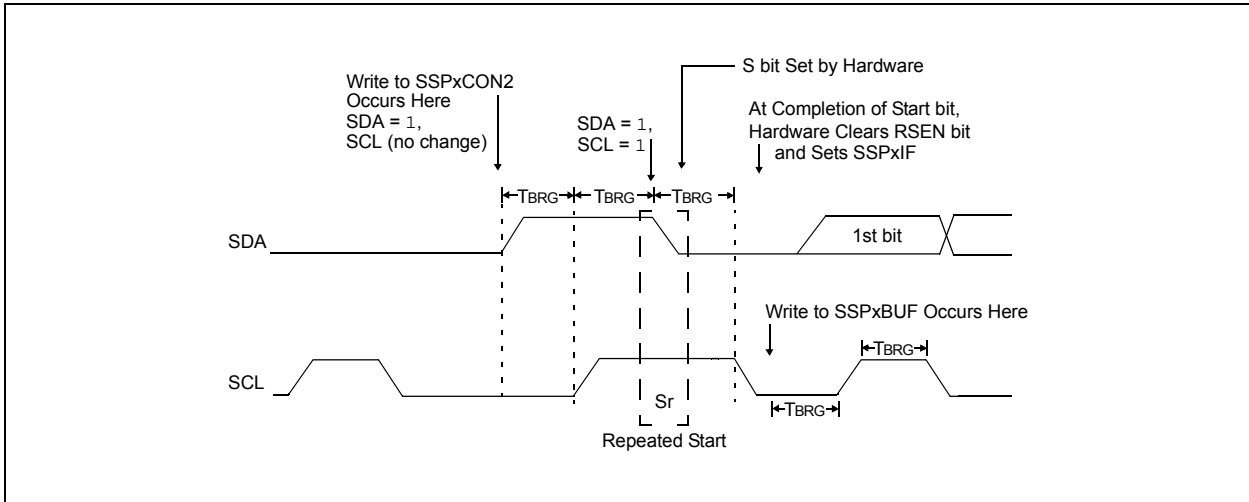 S bit Set by Hardware
Write to SSPxCON2
Occurs Here
SDA = 1,
SCL (no change)
SDA = 1,
SCL = 1
At Completion of Start bit,
Hardware Clears RSEN bit
and Sets SSPxIF
TBRG TBRG TBRG
SDA
1st bit
Write to SSPxBUF Occurs Here
TBRG
SCL
Sr
TBRG
Repeated Start